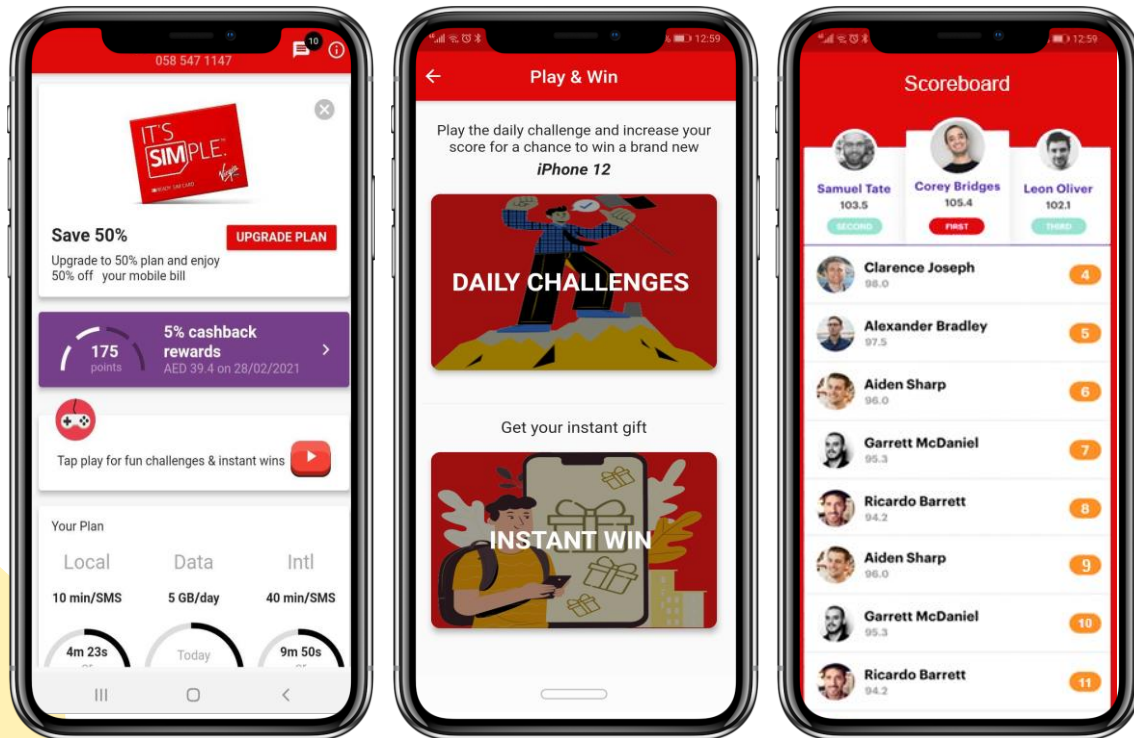 10
058 547 1147
IT'S
SIMPLE.
Virgin
Save 50%
UPGRADE PLAN
Upgrade to 50% plan and enjoy
50% off your mobile bill
175
points
5% cashback
rewards
AED 39.4 on 28/02/2021
Tap play for fun challenges & instant wins
Your Plan
Local Data Intl
10 min/SMS 5 GB/day 40 min/SMS
4m 23s Today 9m 50s
12:59
Play & Win
Play the daily challenge and increase your
score for a chance to win a brand new
iPhone 12
DAILY CHALLENGES
Get your instant gift
INSTANT WIN
12:59
Scoreboard
Samuel Tate
103.5
SECOND
Corey Bridges
105.4
FIRST
Leon Oliver
102.1
THIRD
Clarence Joseph
98.0
4
Alexander Bradley
97.5
5
Aiden Sharp
96.0
6
Garrett McDaniel
95.3
7
Ricardo Barrett
94.2
8
Aiden Sharp
96.0
9
Garrett McDaniel
95.3
10
Ricardo Barrett
94.2
11